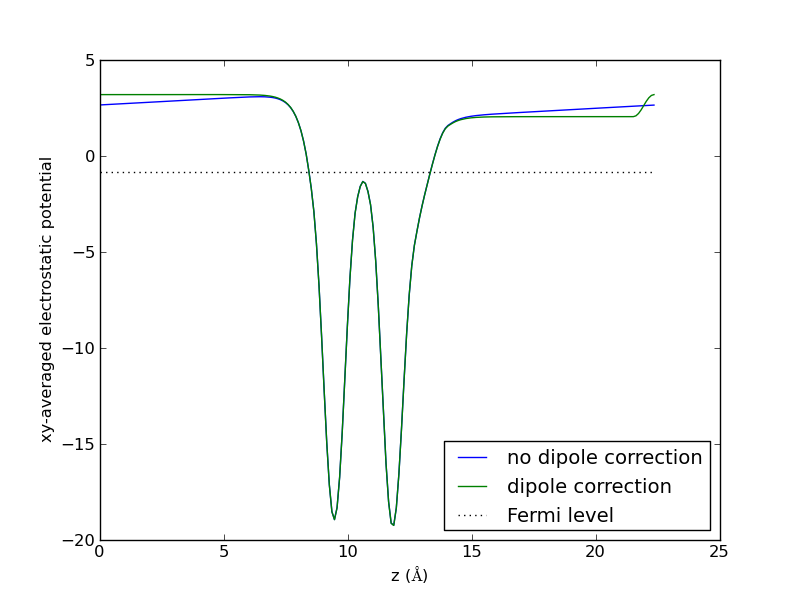 5
0
−5
−10
−15
−20
0
5
10
15
20
25
xy-averaged electrostatic potential
z (Å)
no dipole correction
dipole correction
Fermi level